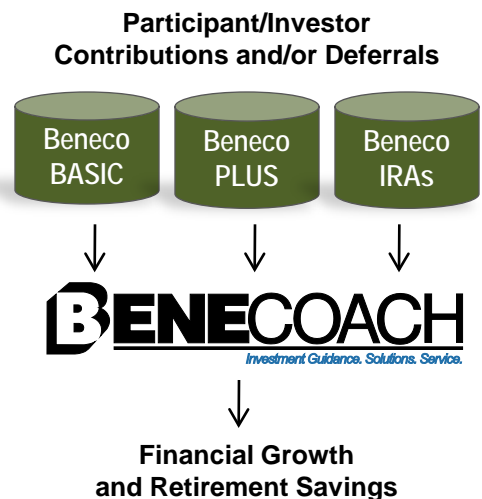 Participant/Investor
Contributions and/or Deferrals
Beneco
BASIC
Beneco
PLUS
Beneco
IRAs
BENECOACH
Investment Guidance. Solutions. Service.
Financial Growth
and Retirement Savings